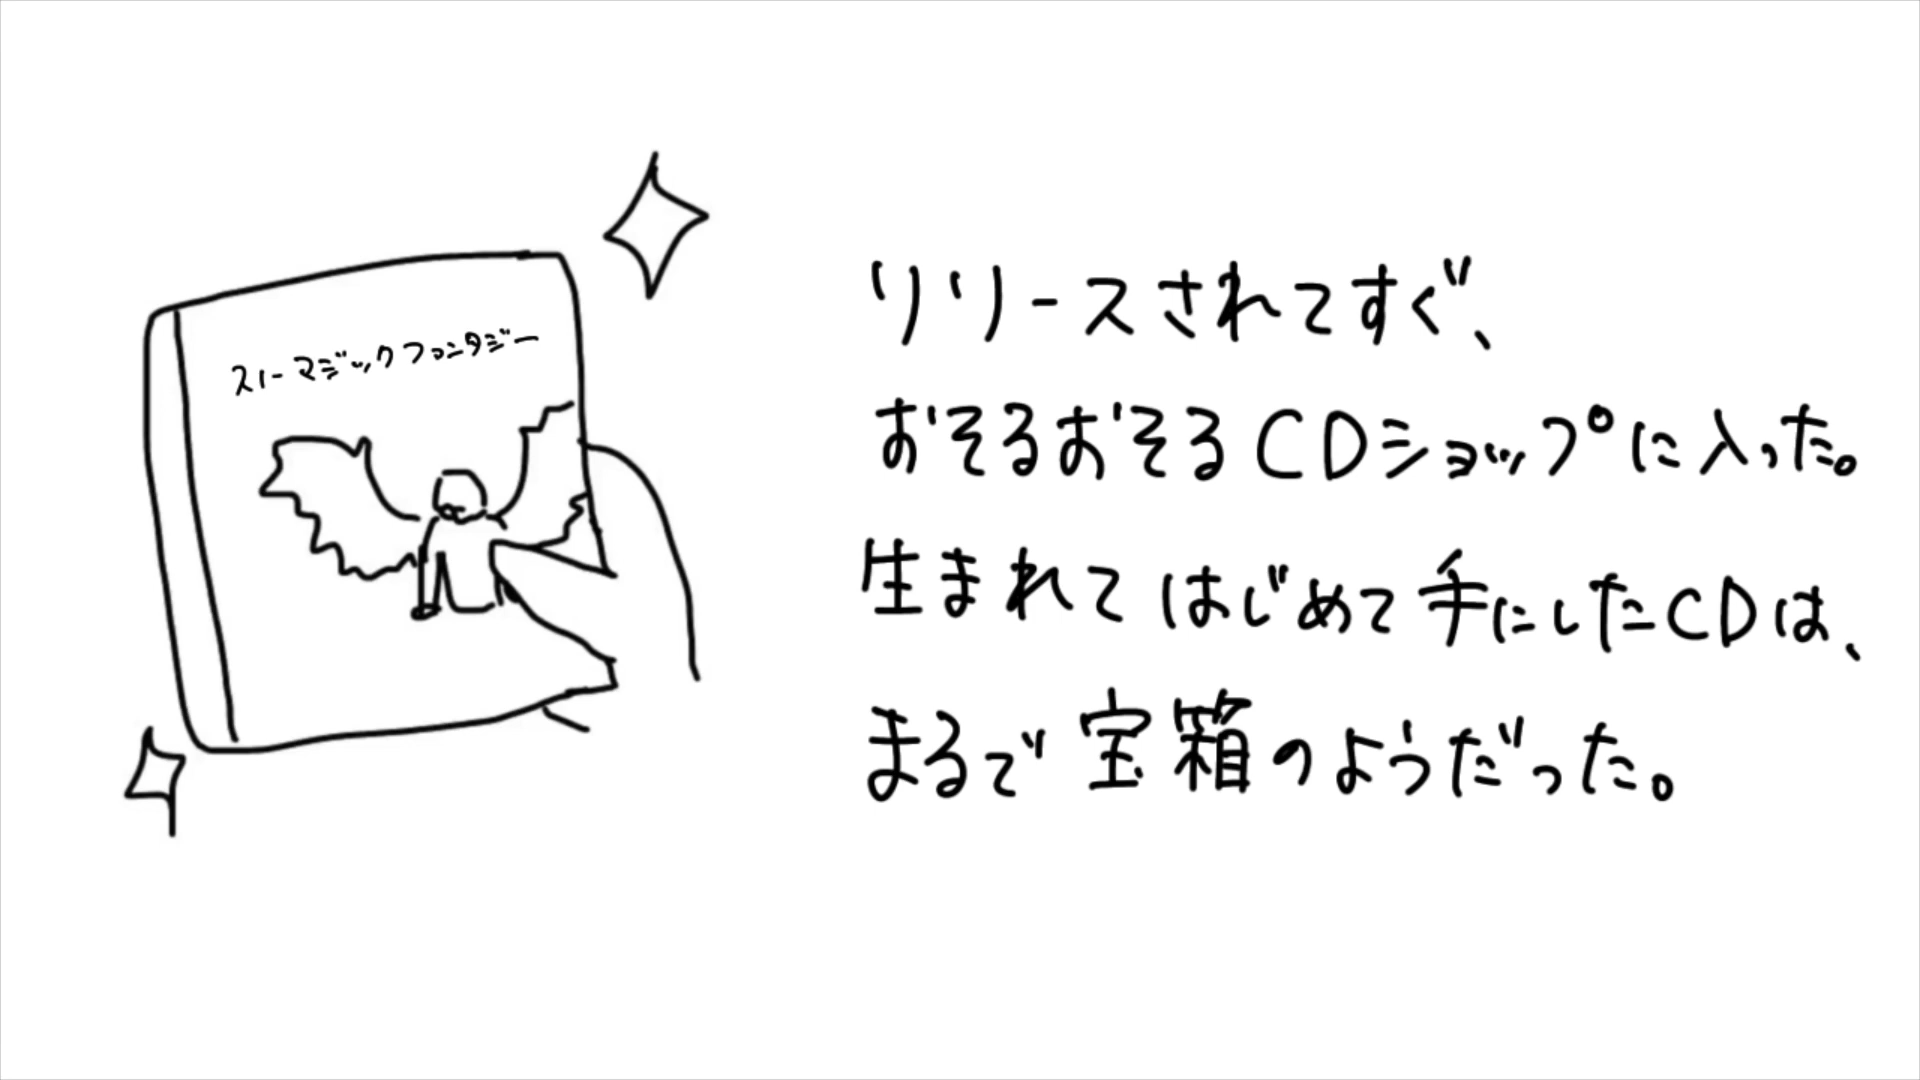 ストーマジックファンタジー
リリースされてすぐ、
おそるおそるCDショップに入った。
生まれてはじめて手にしたCDは、
まるで宝箱のようだった。